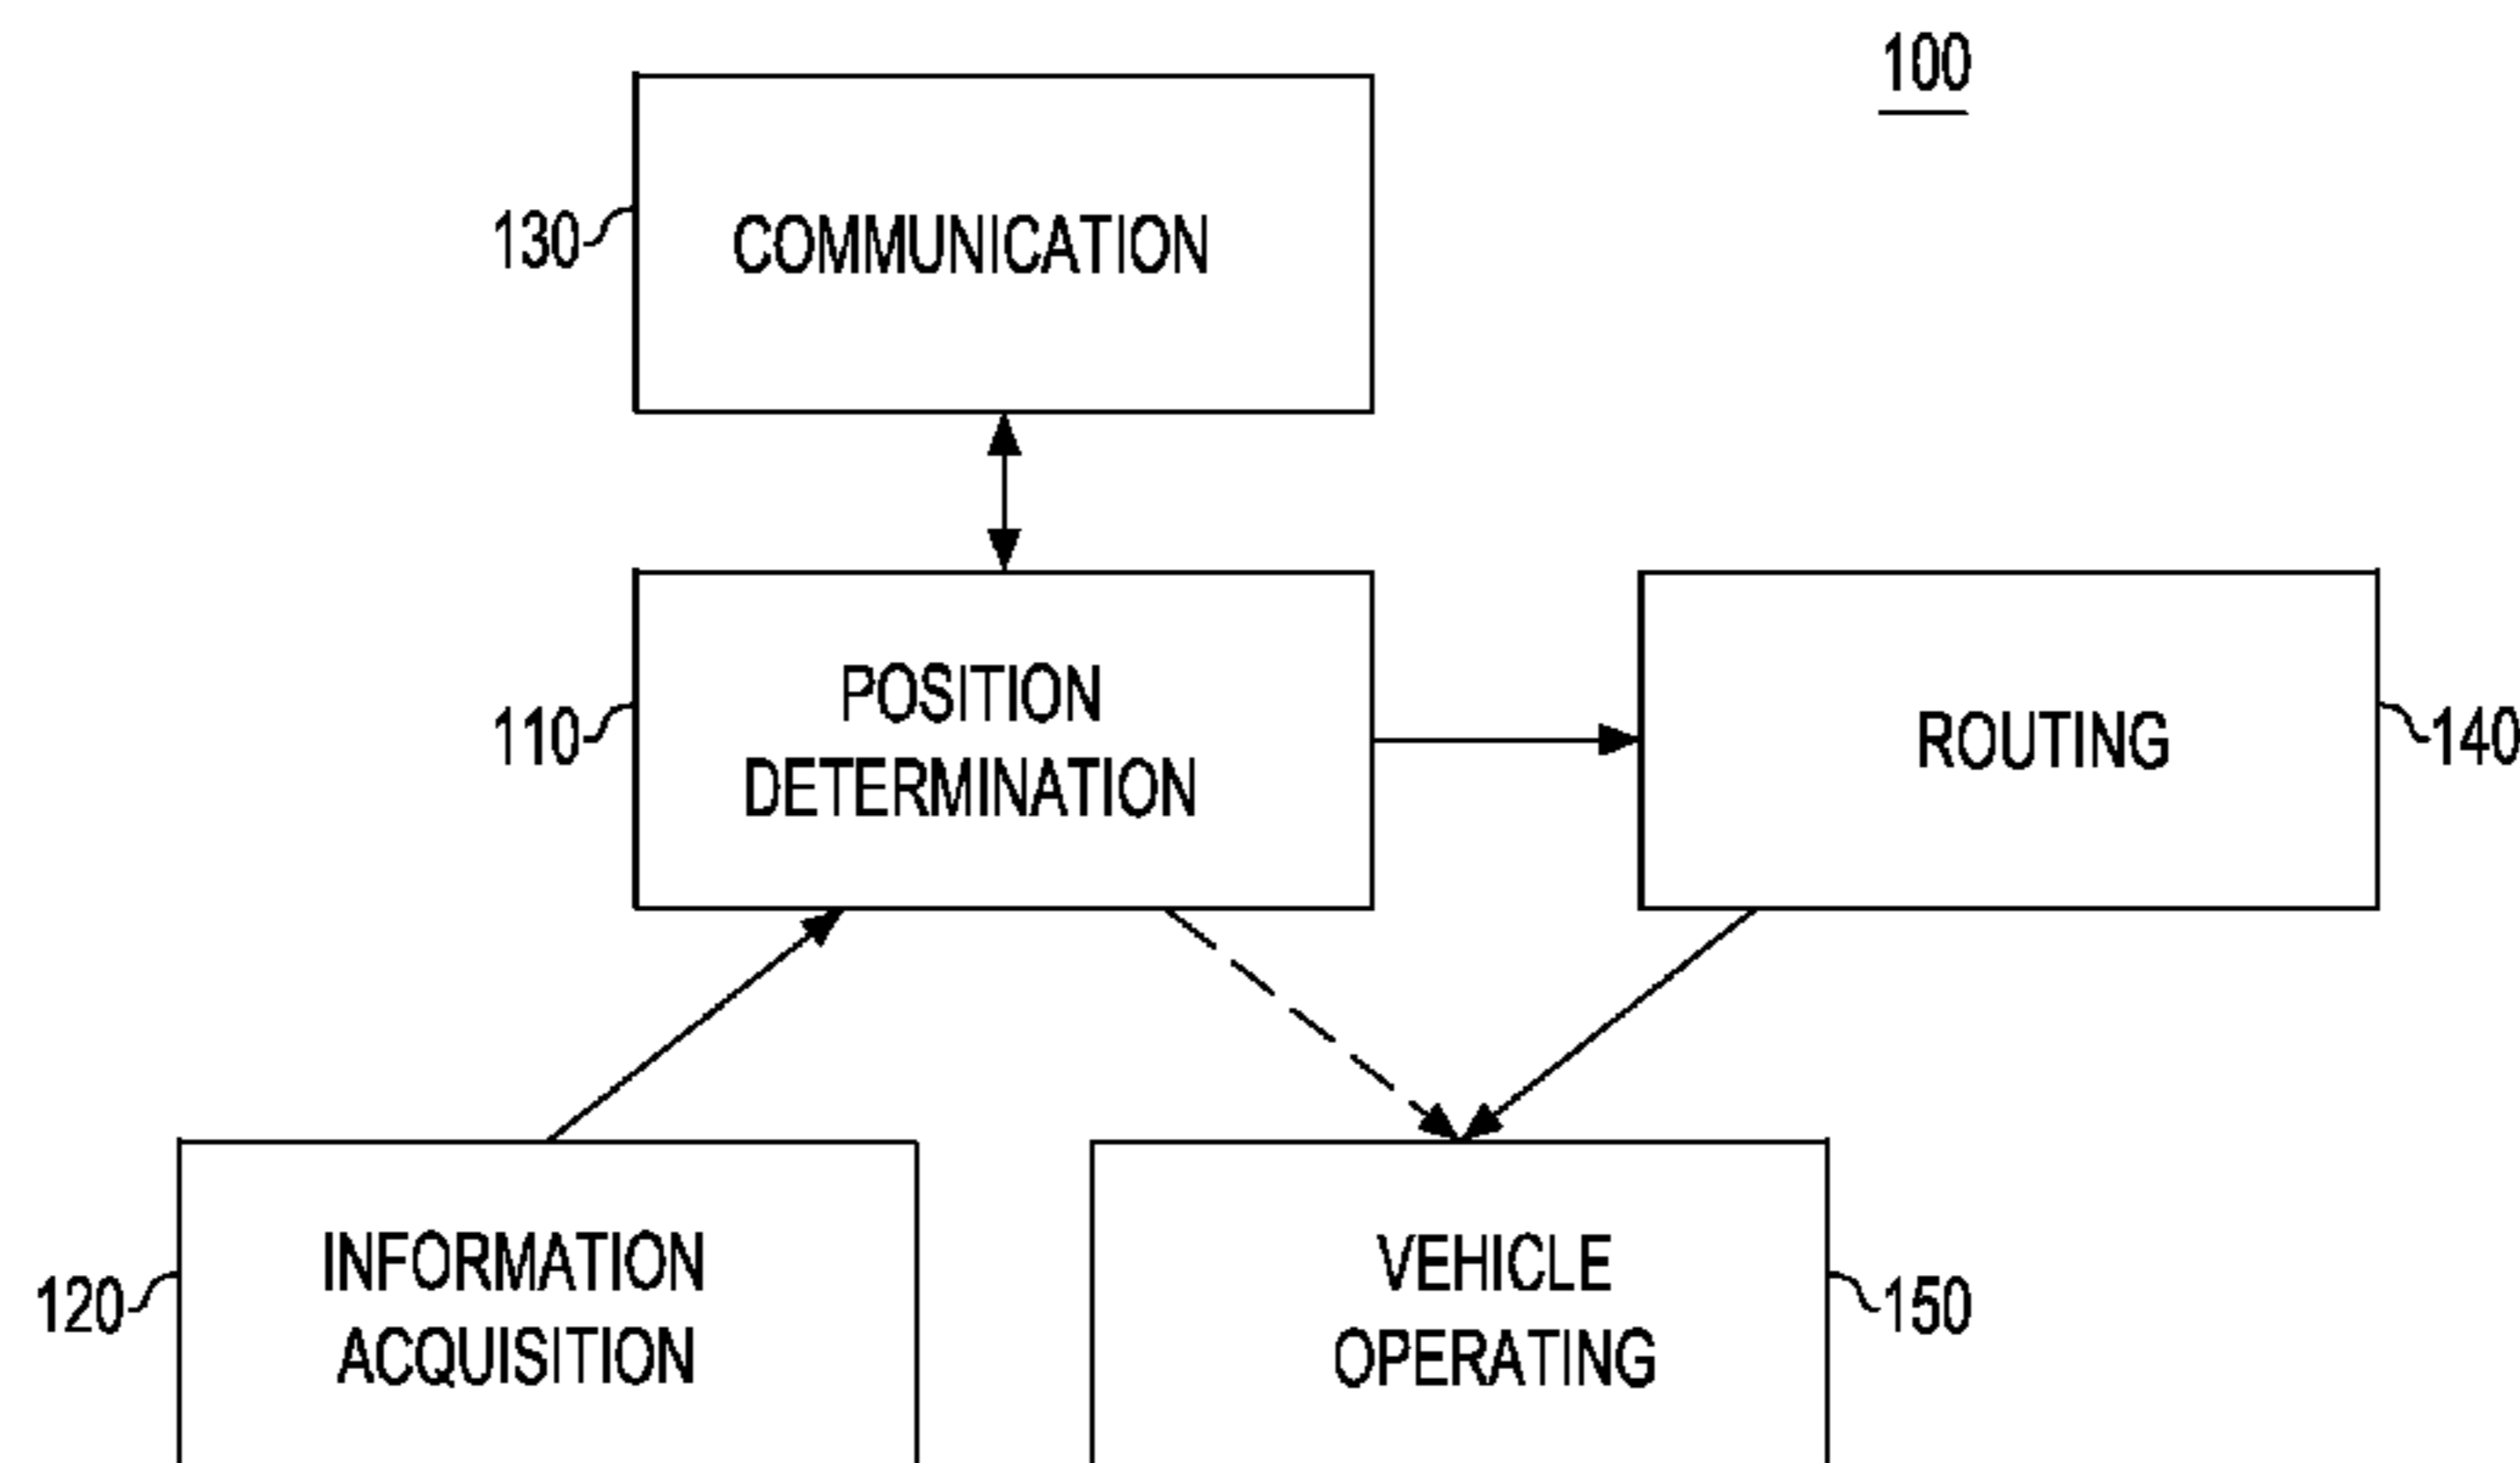 100
130
COMMUNICATION
110
POSITION
DETERMINATION
ROUTING
140
120
INFORMATION
ACQUISITION
VEHICLE
OPERATING
150